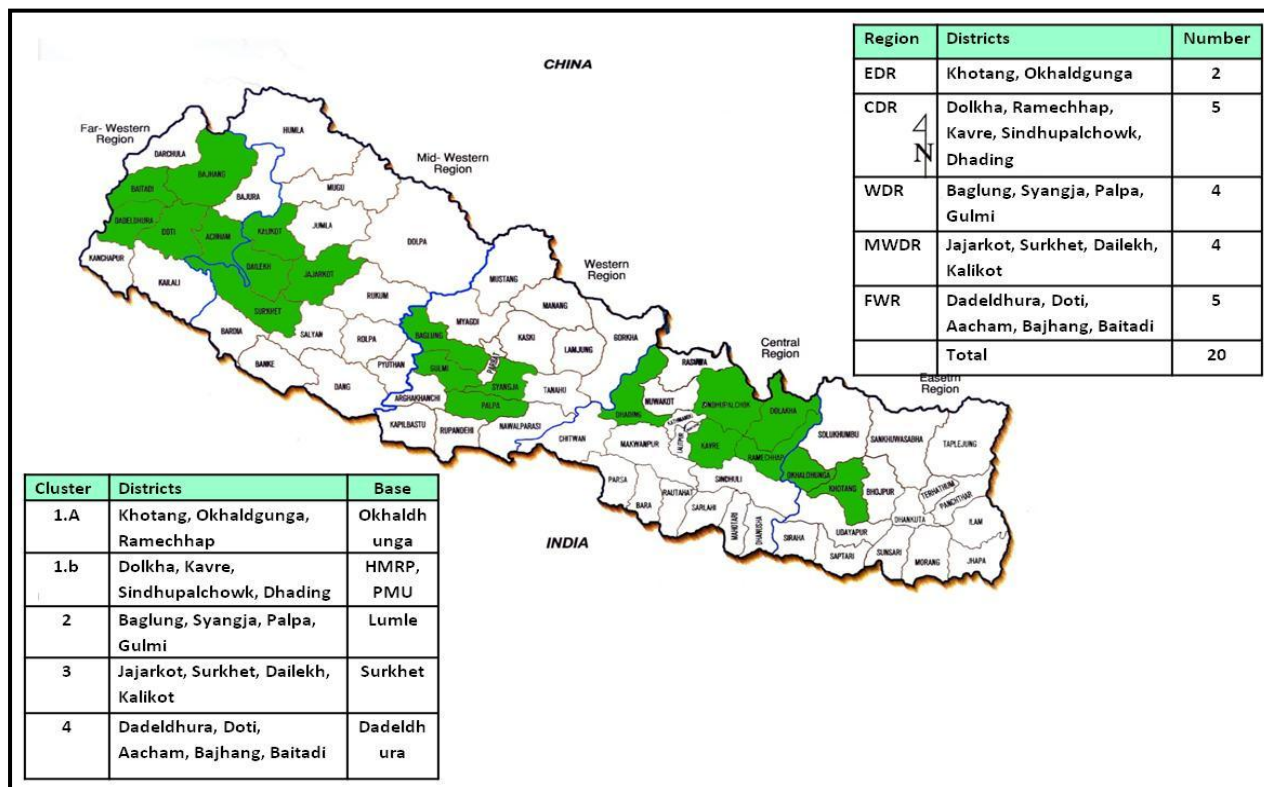 CHINA
Region Districts Number
EDR Khotang, Okhaldgunga 2
CDR Dolkha, Ramechhap, 5
Kavre, Sindhupalchowk,
Dhading
N
WDR Baglung, Syangja, Palpa, 4
Gulmi
MWDR Jajarkot, Surkhet, Dailekh, 4
Kalikot
FWR Dadeldhura, Doti, 5
Aacham, Bajhang, Baitadi
Total 20
Far- Western
Region
Mid- Western
Region
Western
Region
Central
Region
Easetrn
Region
HUMLA
DARCHULA
BAJHANG
BAITADI
BAJURA
MUGU
DADELDHURA
DOTI
ACHHAM
KALIKOT
JUMLA
DOLPA
KANCHAPUR
KAILALI
DAILEKH
JAJARKOT
SURKHET
RUKUM
MUSTANG
MANANG
BARDIA
SALYAN
ROLPA
BAGLUNG
MYAGDI
KASKI
LAMJUNG
GORKHA
BANKE
DANG
PYUTHAN
GULMI
PARBAT
SYANGJA
TANAHU
ARGHAKHANCHI
PALPA
KAPILBASTU
RUPANDEHI
NAWALPARASI
CHITWAN
DHADING
RASUWA
NUWAKOT
SINDHUPALCHOK
DOLAKHA
KATHMANDU
LALITPUR
KAVRE
RAMECHHAP
MAKWANPUR
SINDHULI
PARSA
BARA
RAUTAHAT
SARLAHI
MAHOTARI
DHANUSHA
SIRAHA
SOLUKHUMBU
SANKHUWASABHA
TAPLEJUNG
OKHALDHUNGA
KHOTANG
BHOJPUR
TERHATHUM
PANCHTHAR
DHANKUTA
ILAM
UDAYAPUR
SAPTARI
SUNSARI
MORANG
JHAPA
INDIA
Cluster Districts Base
1.A Khotang, Okhaldgunga, Okhaldh
Ramechhap unga
1.b Dolkha, Kavre, HMRP,
Sindhupalchowk, Dhading PMU
2 Baglung, Syangja, Palpa, Lumle
Gulmi
3 Jajarkot, Surkhet, Dailekh, Surkhet
Kalikot
4 Dadeldhura, Doti, Dadeldh
Aacham, Bajhang, Baitadi ura